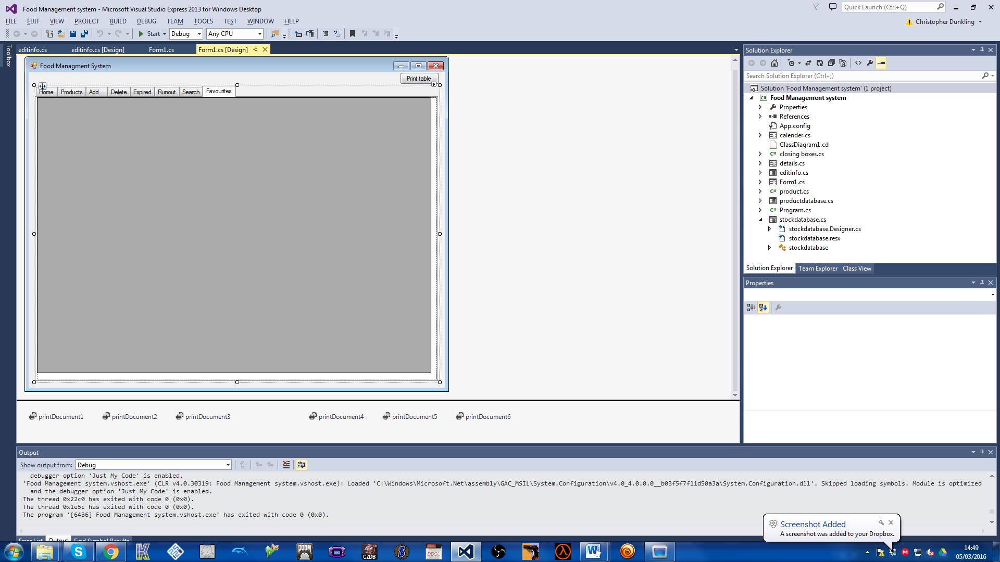 Food Management system - Microsoft Visual Studio Express 2013 for Windows Desktop
Quick Launch (Ctrl+Q)
FILE EDIT VIEW PROJECT BUILD DEBUG TEAM TOOLS TEST WINDOW HELP
Christopher Dunkling
Start Debug Any CPU
Toolbox
editinfo.cs editinfo.cs [Design] Form1.cs Form1.cs [Design]
Food Managment System
Print table
Home Products Add Delete Expired Runout Search Favourites
printDocument1 printDocument2 printDocument3 printDocument4 printDocument5 printDocument6
Solution Explorer
Search Solution Explorer (Ctrl+;)
Solution 'Food Management system' (1 project)
C# Food Management system
Properties
References
App.config
calender.cs
ClassDiagram1.cd
C# closing boxes.cs
details.cs
editinfo.cs
Form1.cs
C# product.cs
productdatabase.cs
C# Program.cs
stockdatabase.cs
stockdatabase.Designer.cs
stockdatabase.resx
stockdatabase
Solution Explorer Team Explorer Class View
Properties
Output
Show output from: Debug
debugger option 'Just My Code' is enabled.
'Food Management system.vshost.exe' (CLR v4.0.30319: Food Management system.vshost.exe): Loaded 'C:\Windows\Microsoft.Net\assembly\GAC_MSIL\System.Configuration\v4.0_4.0.0.0__b03f5f7f11d50a3a\System.Configuration.dll'. Skipped loading symbols. Module is optimized
and the debugger option 'Just My Code' is enabled.
The thread 0x22c0 has exited with code 0 (0x0).
The thread 0x1e5c has exited with code 0 (0x0).
The program '[6436] Food Management system.vshost.exe' has exited with code 0 (0x0).
Error List Output Find Symbol Results
Screenshot Added
A screenshot was added to your Dropbox.
DOOM
GZDB
DBGL
14:49
05/03/2016